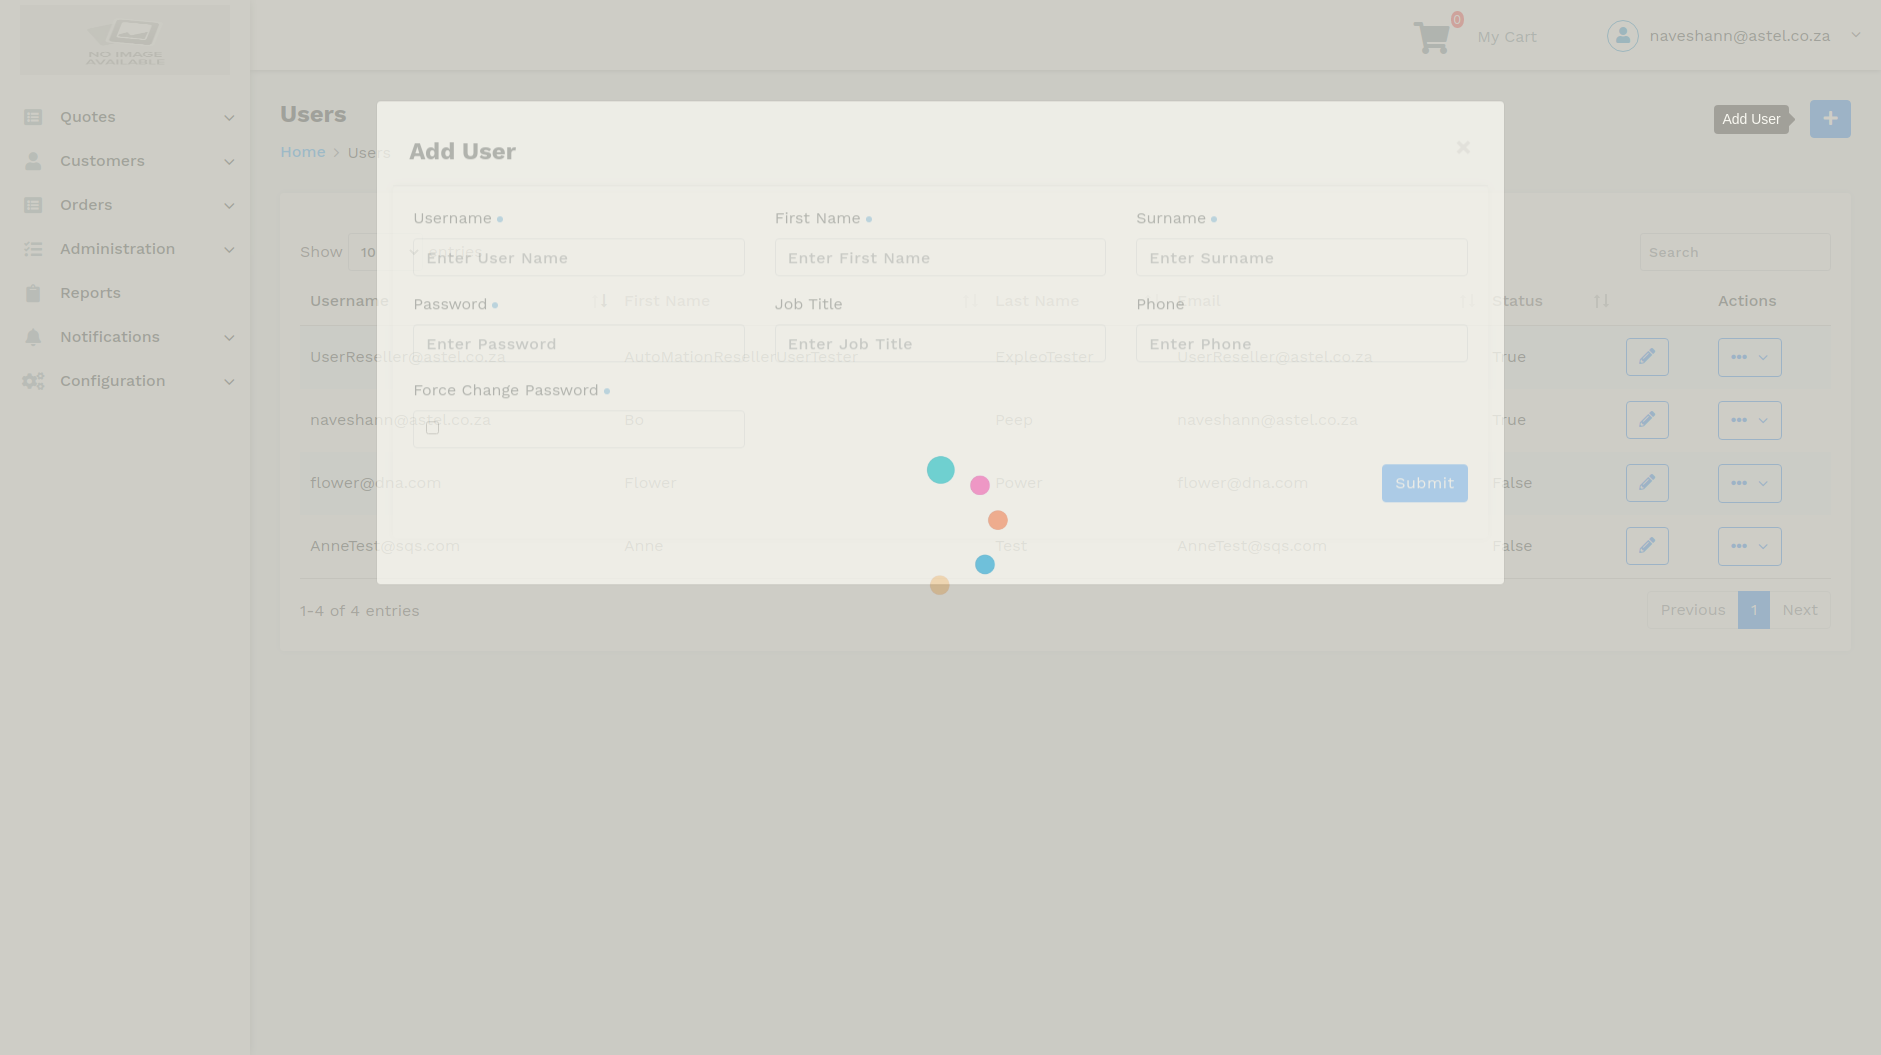 NO IMAGE
AVAILABLE
0
My Cart
naveshann@astel.co.za
Quotes
Customers
Orders
Administration
Reports
Notifications
Configuration
Users
Home > Users
Add User
+
Add User
×
Username
First Name
Surname
Enter User Name
Enter First Name
Enter Surname
Password
Job Title
Phone
Enter Password
Enter Job Title
Enter Phone
Force Change Password
Submit
Show 10 entries
Search
Username First Name Last Name Email Status Actions
UserReseller@astel.co.za AutoMationResellerUserTester ExpleoTester UserReseller@astel.co.za True
naveshann@astel.co.za Bo Peep naveshann@astel.co.za True
flower@dna.com Flower Power flower@dna.com False
AnneTest@sqs.com Anne Test AnneTest@sqs.com False
1-4 of 4 entries
Previous 1 Next